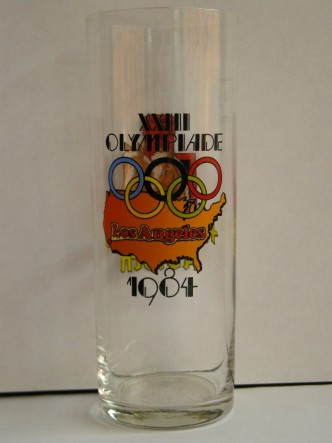 XXIII
OLYMPIADE
Los Angeles
1984